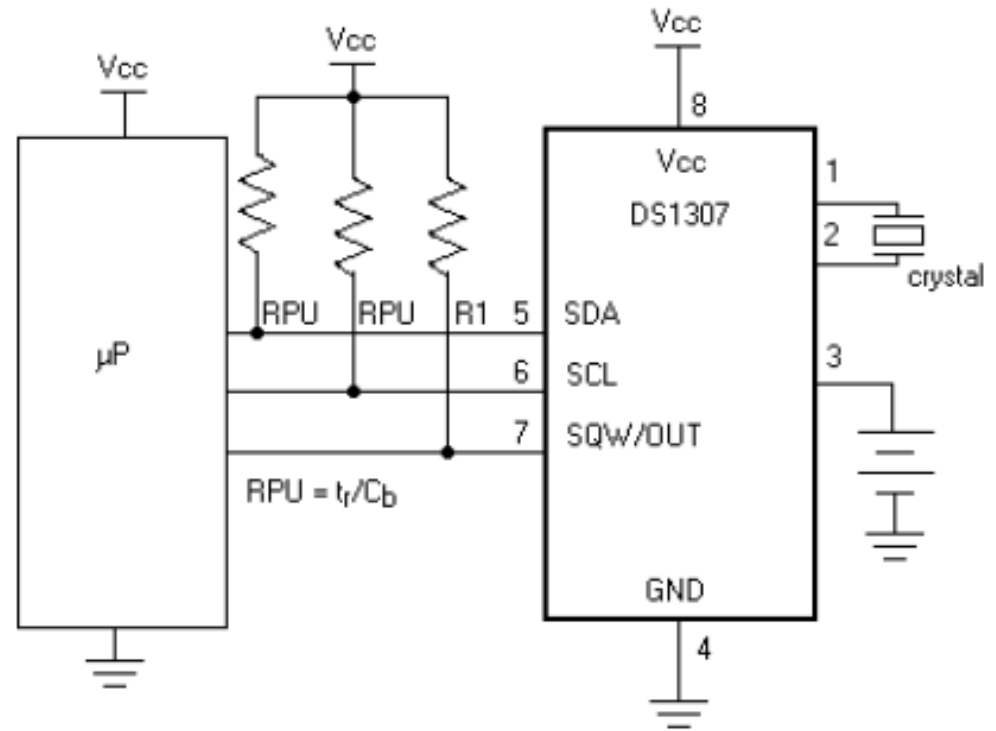 Vcc
Vcc
Vcc
8
Vcc
DS1307
1
2
crystal
RPU RPU R1 5 SDA
µP
3
6 SCL
7 SQW/OUT
RPU = tr/Cb
GND
4